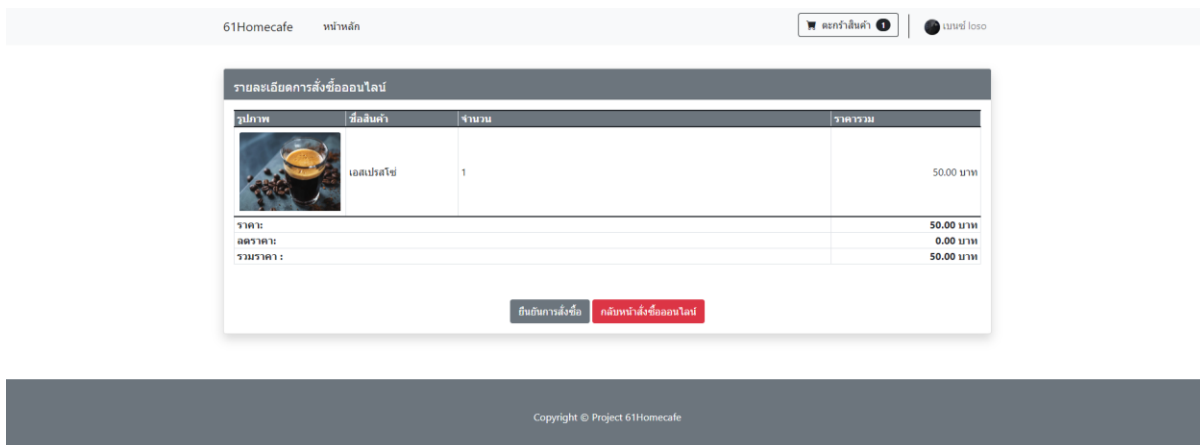 61Homecafe หน้าหลัก ตะกร้าสินค้า 1 เบนซ์ loso
รายละเอียดการสั่งซื้อออนไลน์
รูปภาพ ชื่อสินค้า จำนวน ราคารวม
เอสเปรสโซ่ 1 50.00 บาท
ราคา: 50.00 บาท
ลดราคา: 0.00 บาท
รวมราคา : 50.00 บาท
ยืนยันการสั่งซื้อ กลับหน้าสั่งซื้อออนไลน์
Copyright © Project 61Homecafe